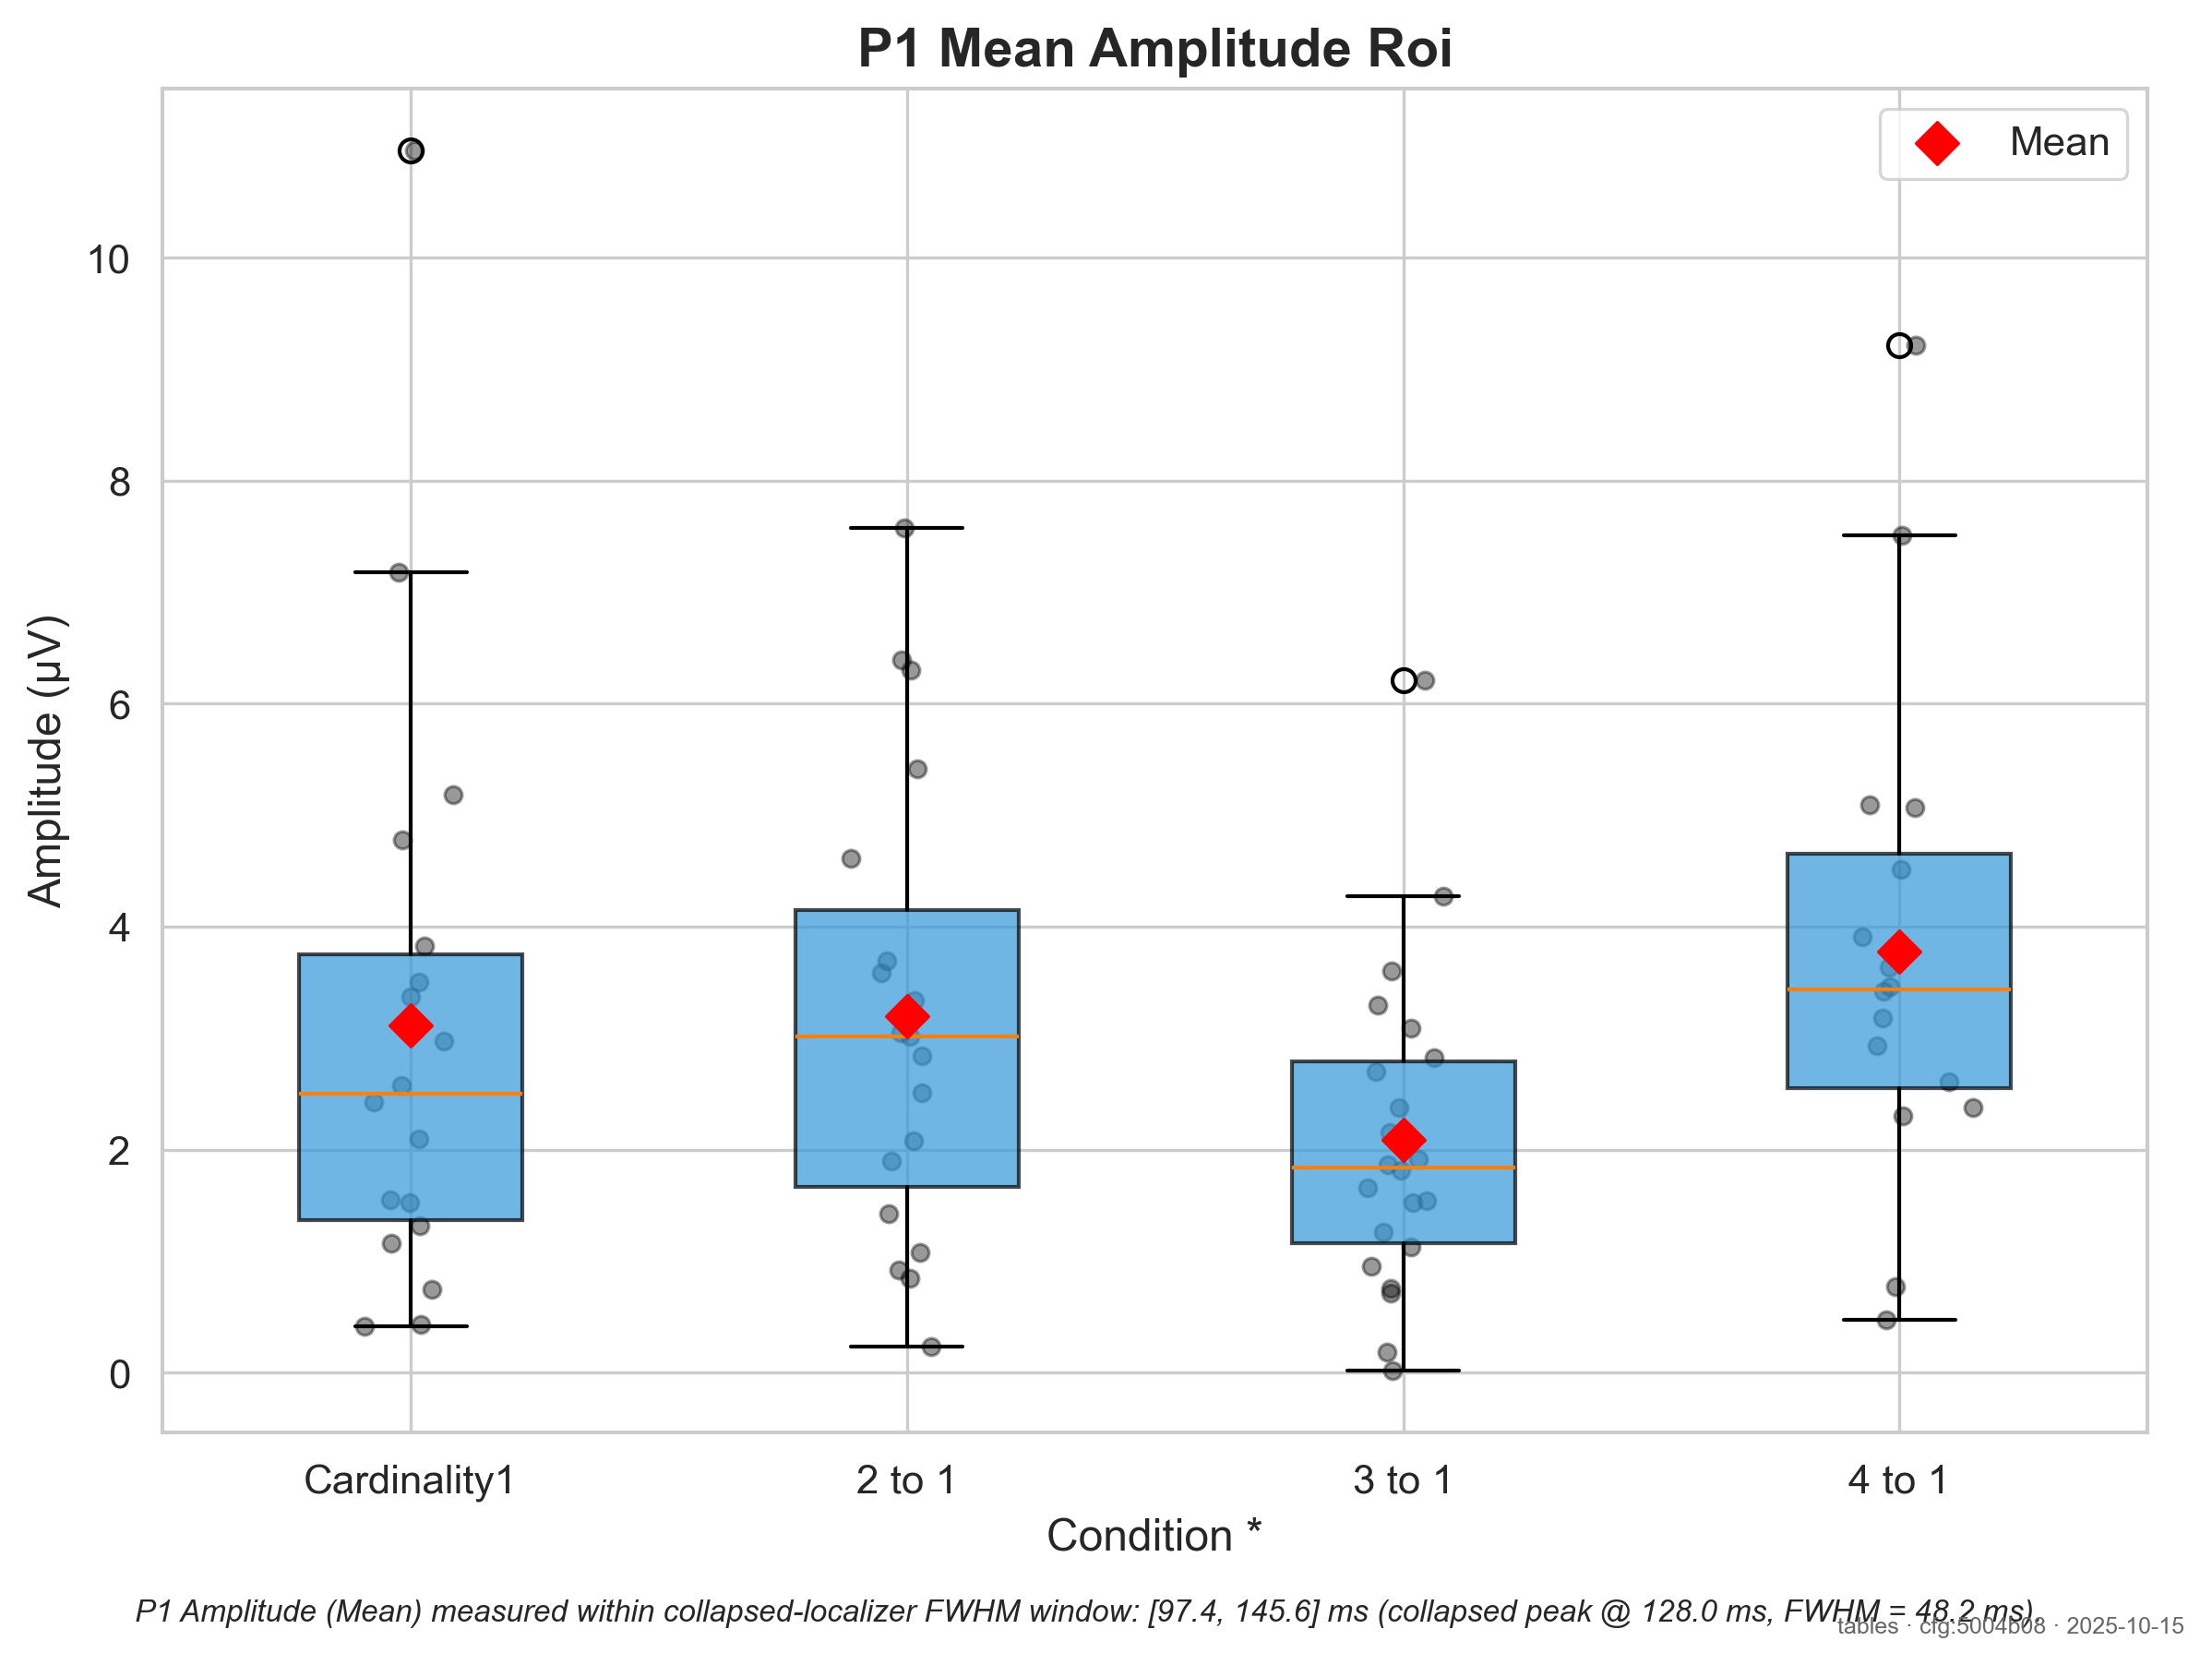 P1 Mean Amplitude Roi
Mean
Amplitude (µV)
10
8
6
4
2
0
Cardinality1
2 to 1
3 to 1
4 to 1
Condition *
P1 Amplitude (Mean) measured within collapsed-localizer FWHM window: [97.4, 145.6] ms (collapsed peak @ 128.0 ms, FWHM = 48.2 ms).
tables · cfg:5004b08 · 2025-10-15